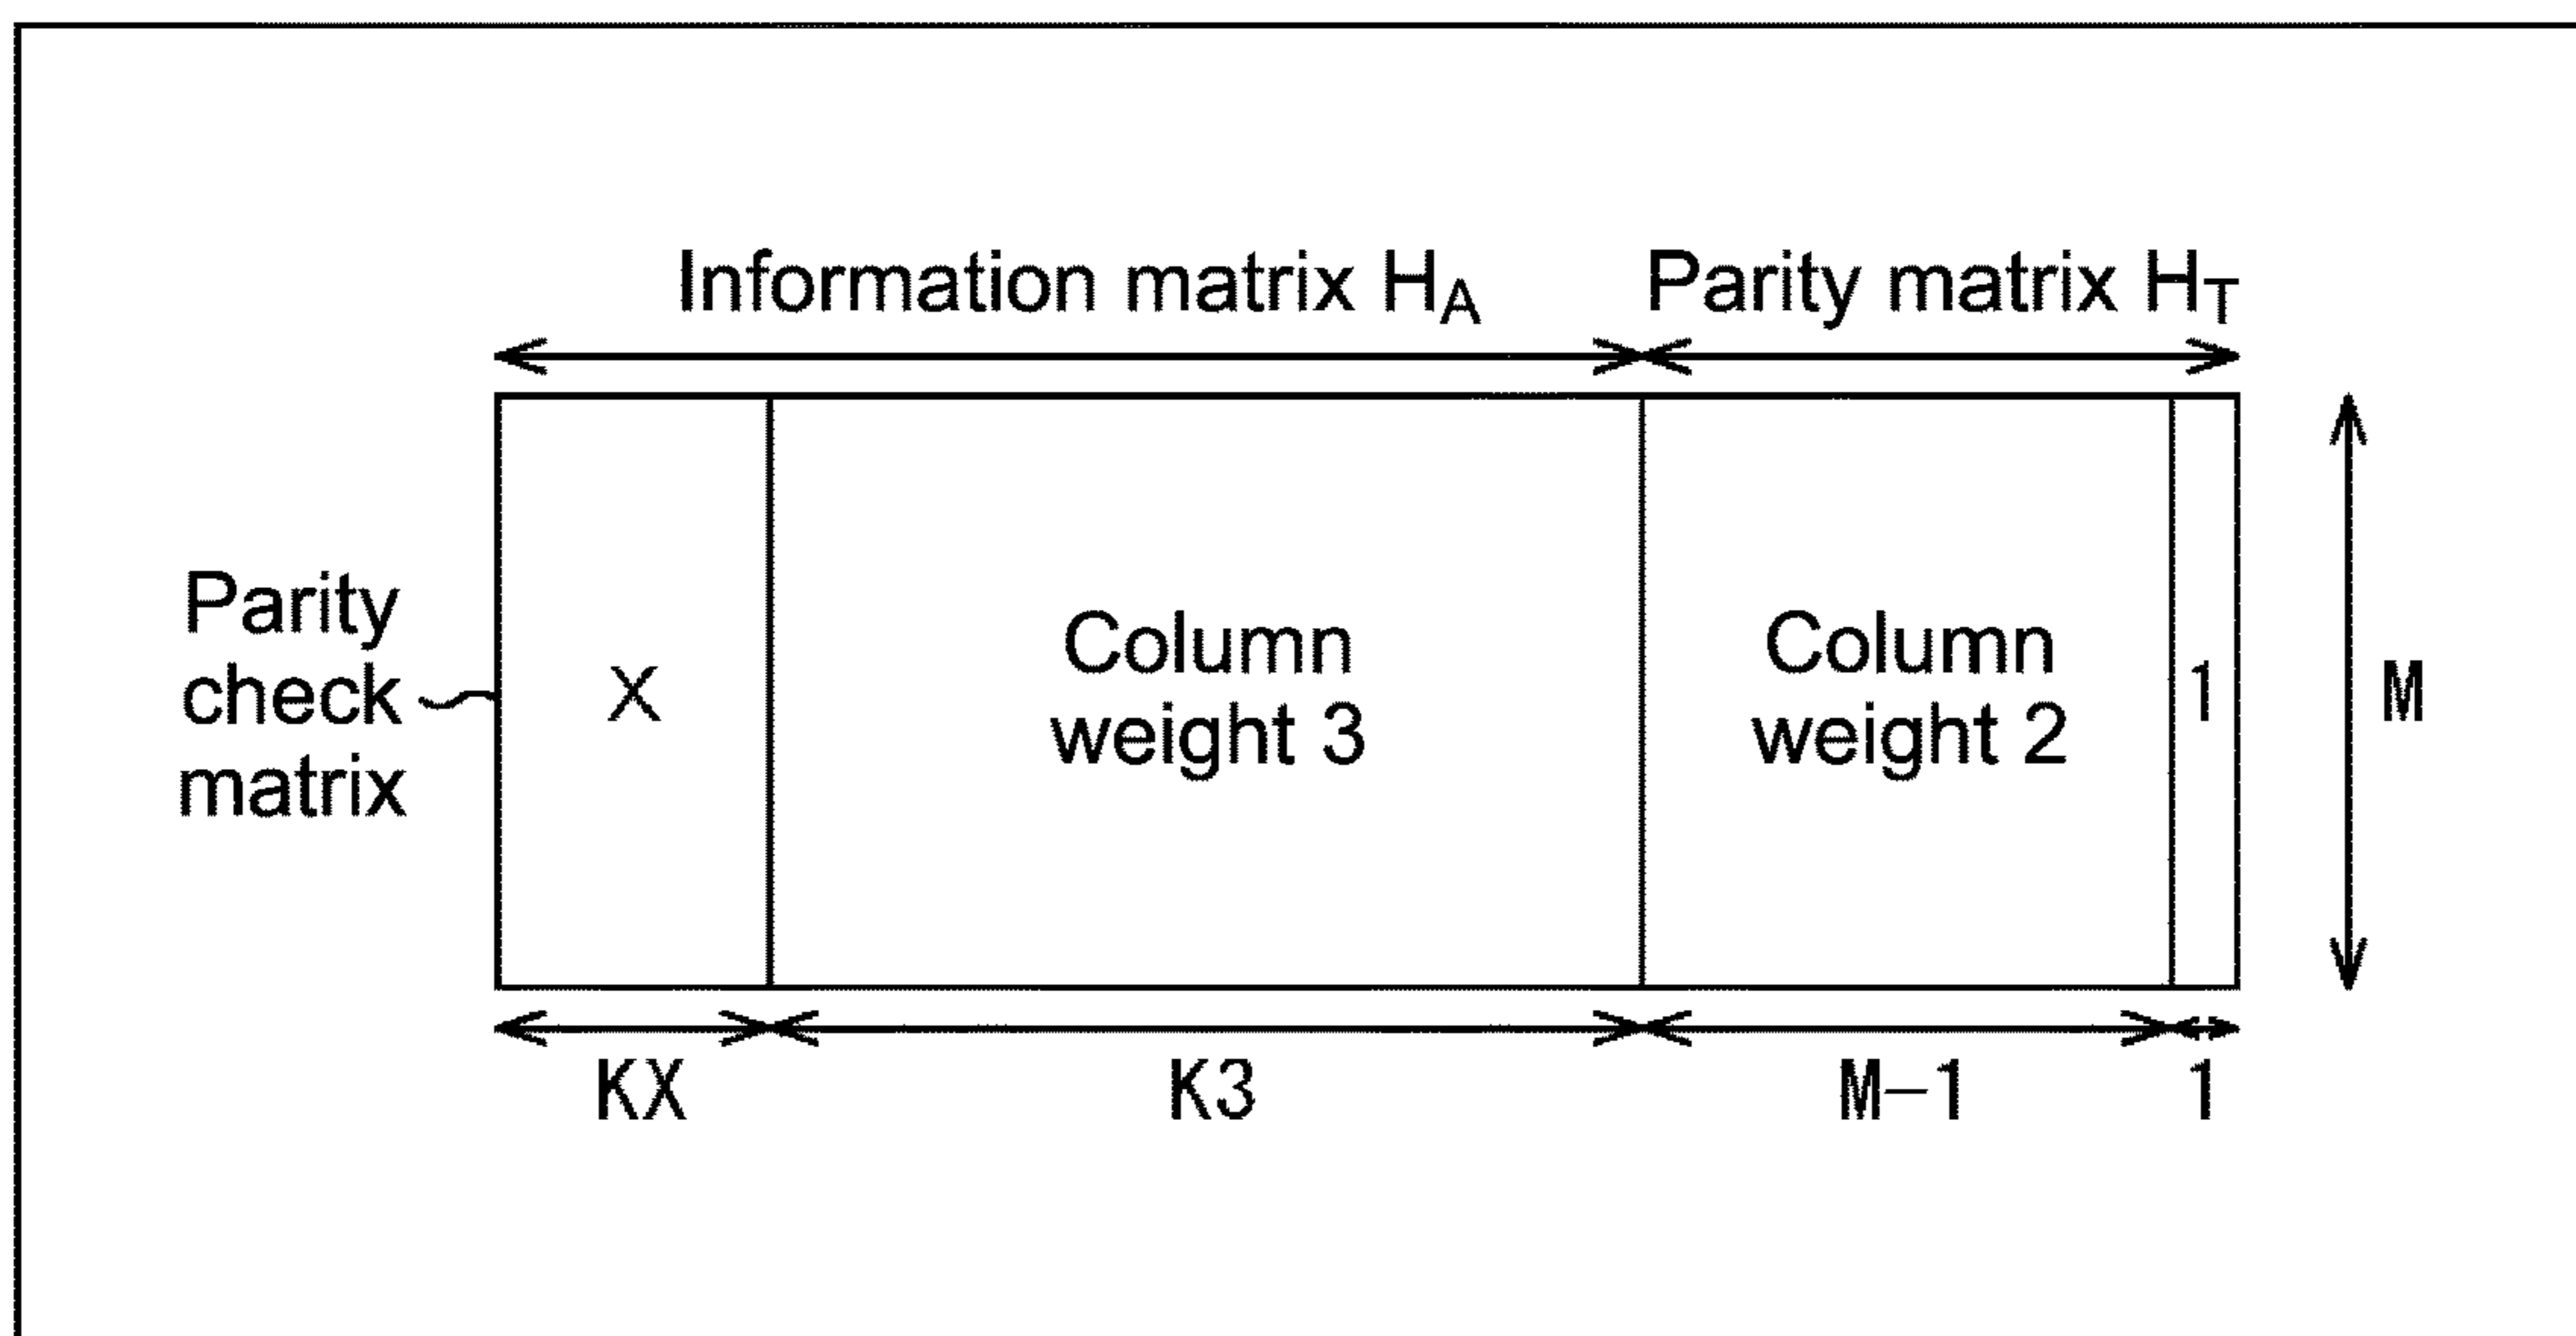 Information matrix HA
Parity matrix HT
Parity
check
matrix
X
Column
weight 3
Column
weight 2
1
M
KX
K3
M-1
1